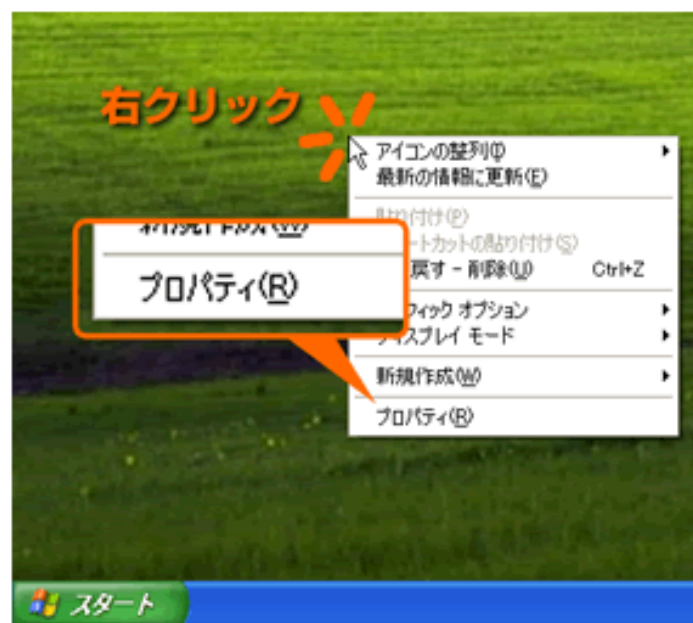 右クリック
アイコンの整列(I)
最新の情報に更新(E)
貼り付け(P)
ートカットの貼り付け(S)
戻す - 削除(U) Ctrl+Z
フィック オプション
ィスプレイ モード
新規作成(W)
プロパティ(R)
プロパティ(R)
スタート